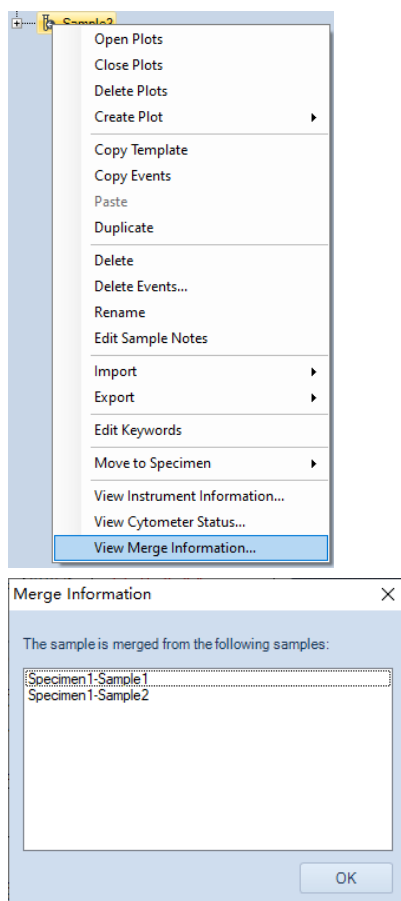 Sample3
Open Plots
Close Plots
Delete Plots
Create Plot
Copy Template
Copy Events
Paste
Duplicate
Delete
Delete Events...
Rename
Edit Sample Notes
Import
Export
Edit Keywords
Move to Specimen
View Instrument Information...
View Cytometer Status...
View Merge Information...
Merge Information
The sample is merged from the following samples:
Specimen1-Sample1
Specimen1-Sample2
OK